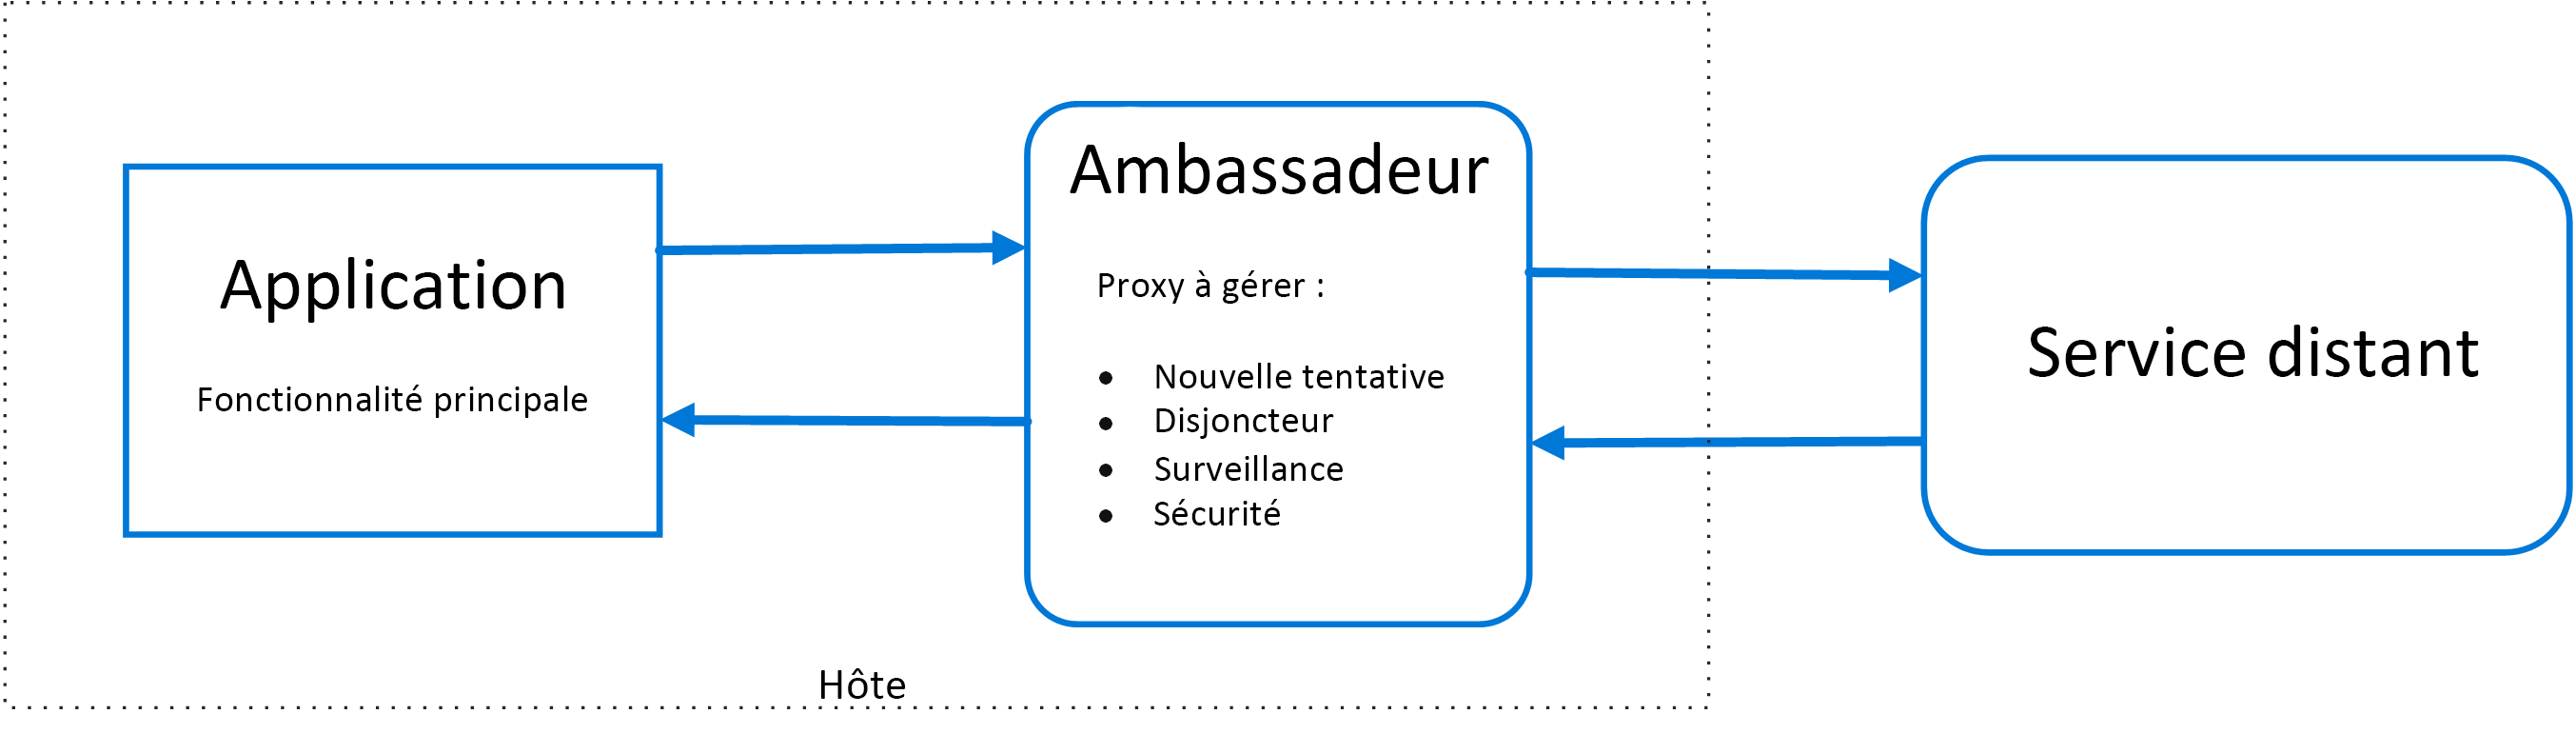 Application
Fonctionnalité principale
Ambassadeur
Proxy à gérer :
• Nouvelle tentative
• Disjoncteur
• Surveillance
• Sécurité
Service distant
Hôte